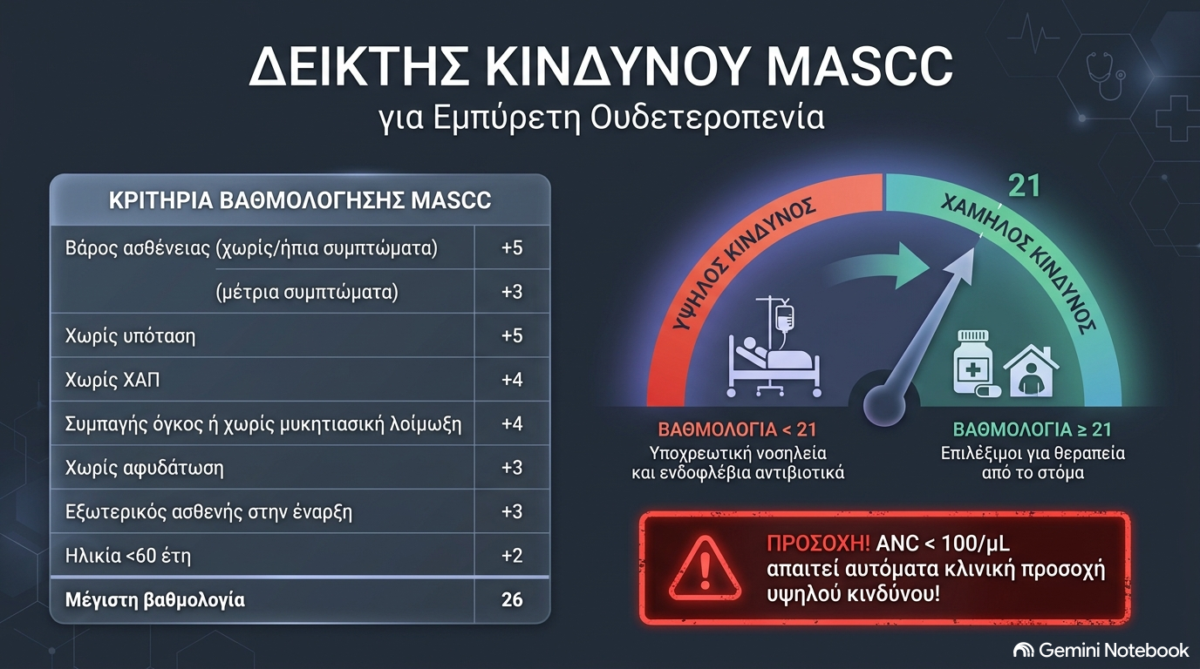 ΔΕΙΚΤΗΣ ΚΙΝΔΥΝΟΥ MASCC
για Εμπύρετη Ουδετεροπενία
ΚΡΙΤΗΡΙΑ ΒΑΘΜΟΛΟΓΗΣΗΣ MASCC
Βάρος ασθένειας (χωρίς/ήπια συμπτώματα) +5
(μέτρια συμπτώματα) +3
Χωρίς υπόταση +5
Χωρίς ΧΑΠ +4
Συμπαγής όγκος ή χωρίς μυκητιασική λοίμωξη +4
Χωρίς αφυδάτωση +3
Εξωτερικός ασθενής στην έναρξη +3
Ηλικία <60 έτη +2
Μέγιστη βαθμολογία 26
ΥΨΗΛΟΣ ΚΙΝΔΥΝΟΣ
21
ΧΑΜΗΛΟΣ ΚΙΝΔΥΝΟΣ
ΒΑΘΜΟΛΟΓΙΑ < 21
Υποχρεωτική νοσηλεία
και ενδοφλέβια αντιβιοτικά
ΒΑΘΜΟΛΟΓΙΑ ≥ 21
Επιλέξιμοι για θεραπεία
από το στόμα
ΠΡΟΣΟΧΗ! ANC < 100/μL
απαιτεί αυτόματα κλινική προσοχή
υψηλού κινδύνου!
Gemini Notebook